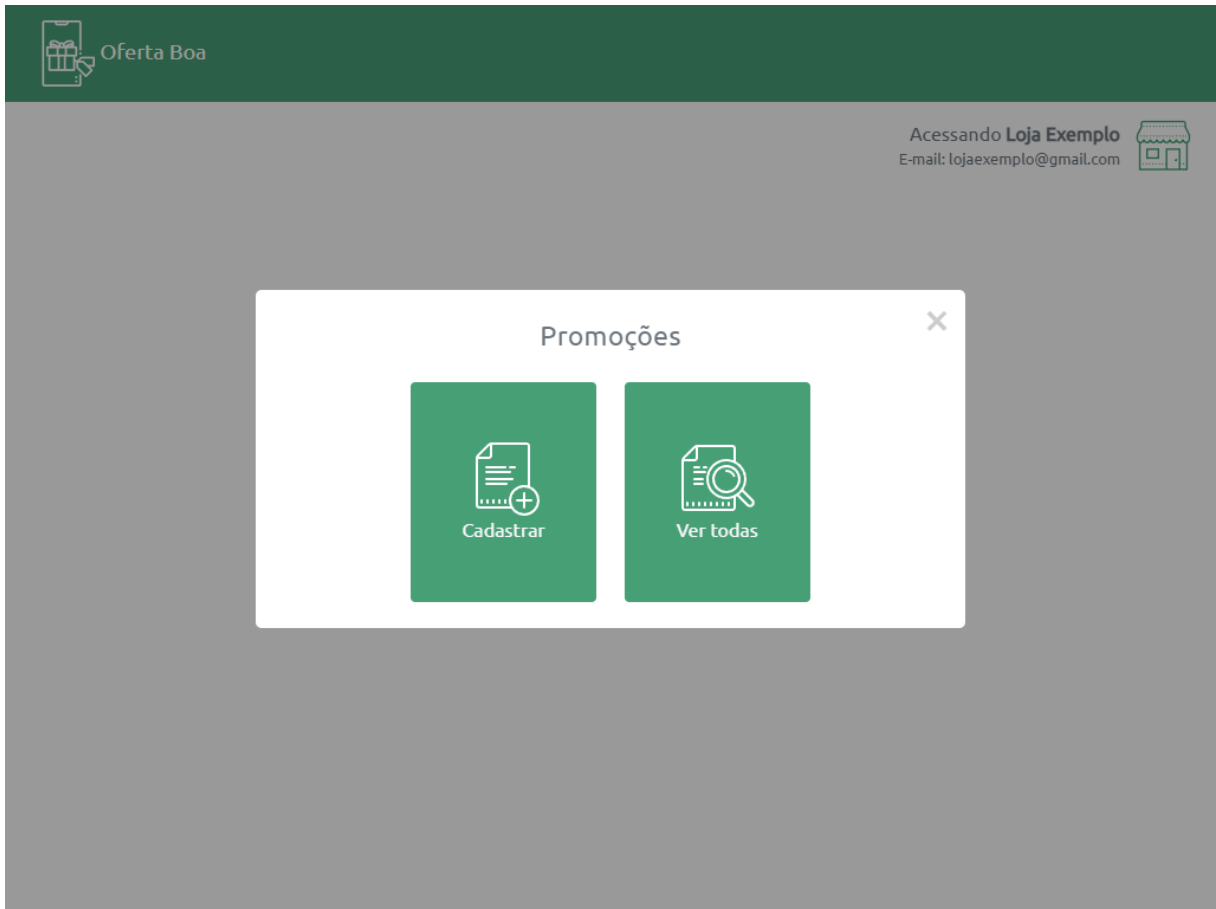 Oferta Boa
Acessando Loja Exemplo
E-mail: lojaexemplo@gmail.com
Promoções
Cadastrar
Ver todas